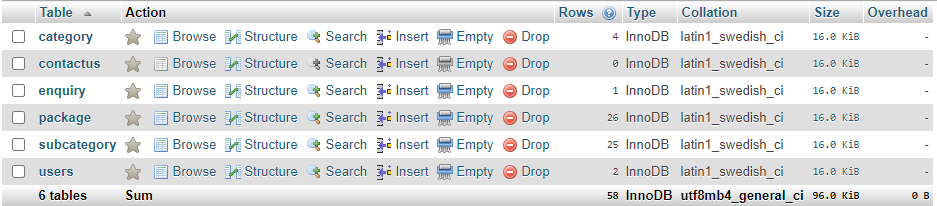 Table Action Rows Type Collation Size Overhead
category Browse Structure Search Insert Empty Drop 4 InnoDB latin1_swedish_ci 16.0 KiB -
contactus Browse Structure Search Insert Empty Drop 0 InnoDB latin1_swedish_ci 16.0 KiB -
enquiry Browse Structure Search Insert Empty Drop 1 InnoDB latin1_swedish_ci 16.0 KiB -
package Browse Structure Search Insert Empty Drop 26 InnoDB latin1_swedish_ci 16.0 KiB -
subcategory Browse Structure Search Insert Empty Drop 25 InnoDB latin1_swedish_ci 16.0 KiB -
users Browse Structure Search Insert Empty Drop 2 InnoDB latin1_swedish_ci 16.0 KiB -
6 tables Sum 58 InnoDB utf8mb4_general_ci 96.0 KiB 0 B